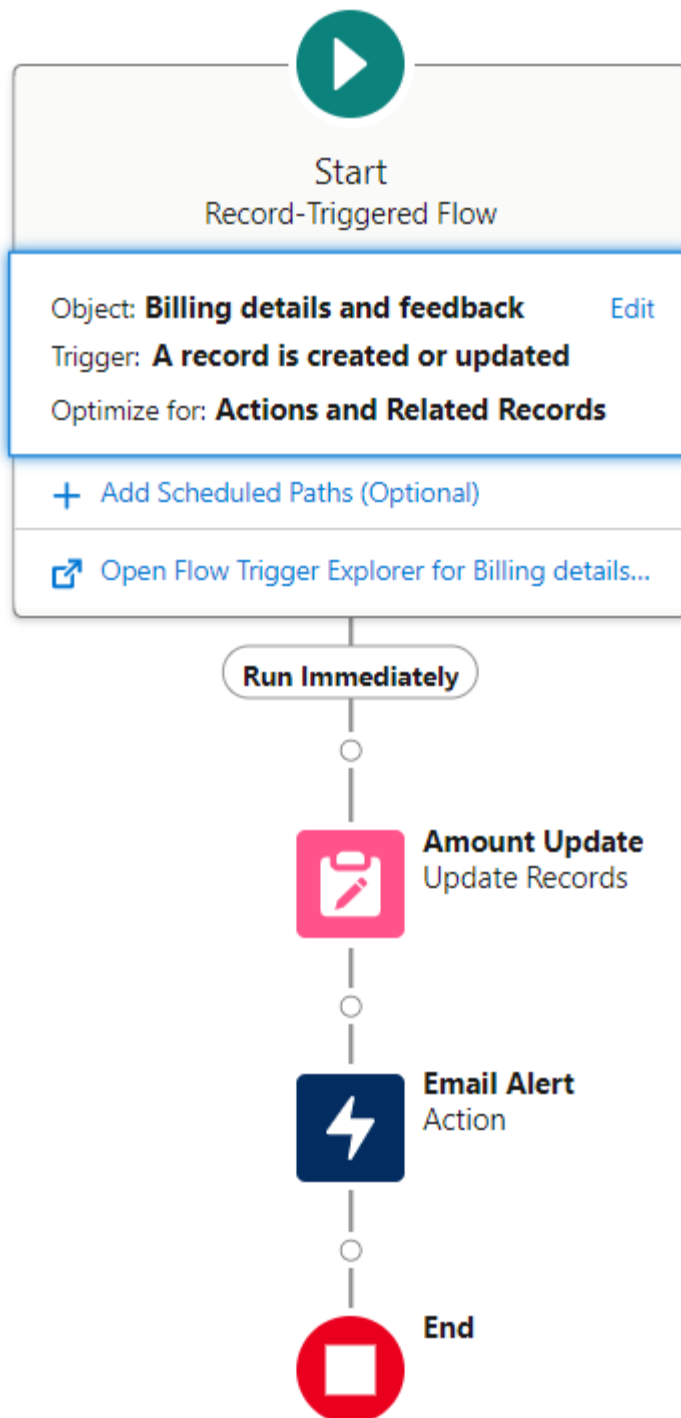 Start
Record-Triggered Flow
Object: Billing details and feedback Edit
Trigger: A record is created or updated
Optimize for: Actions and Related Records
+ Add Scheduled Paths (Optional)
Open Flow Trigger Explorer for Billing details...
Run Immediately
Amount Update
Update Records
Email Alert
Action
End